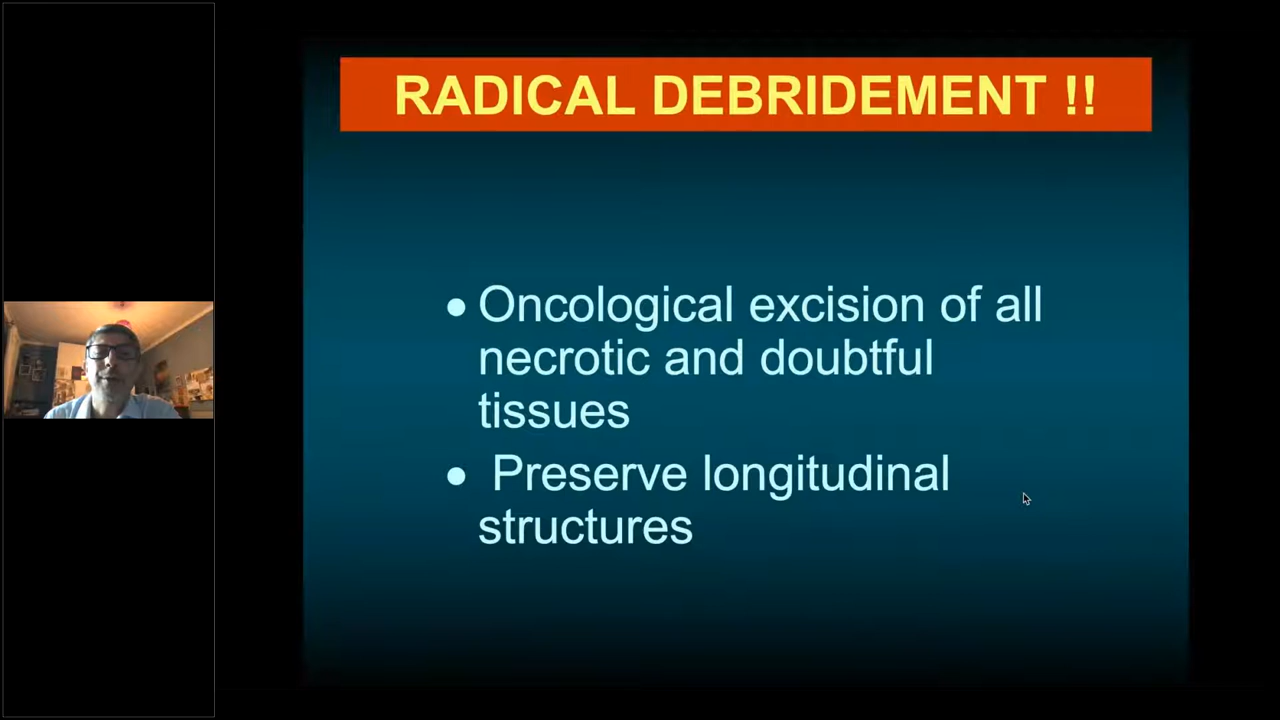 RADICAL DEBRIDEMENT !!
● Oncological excision of all
necrotic and doubtful
tissues
● Preserve longitudinal
structures